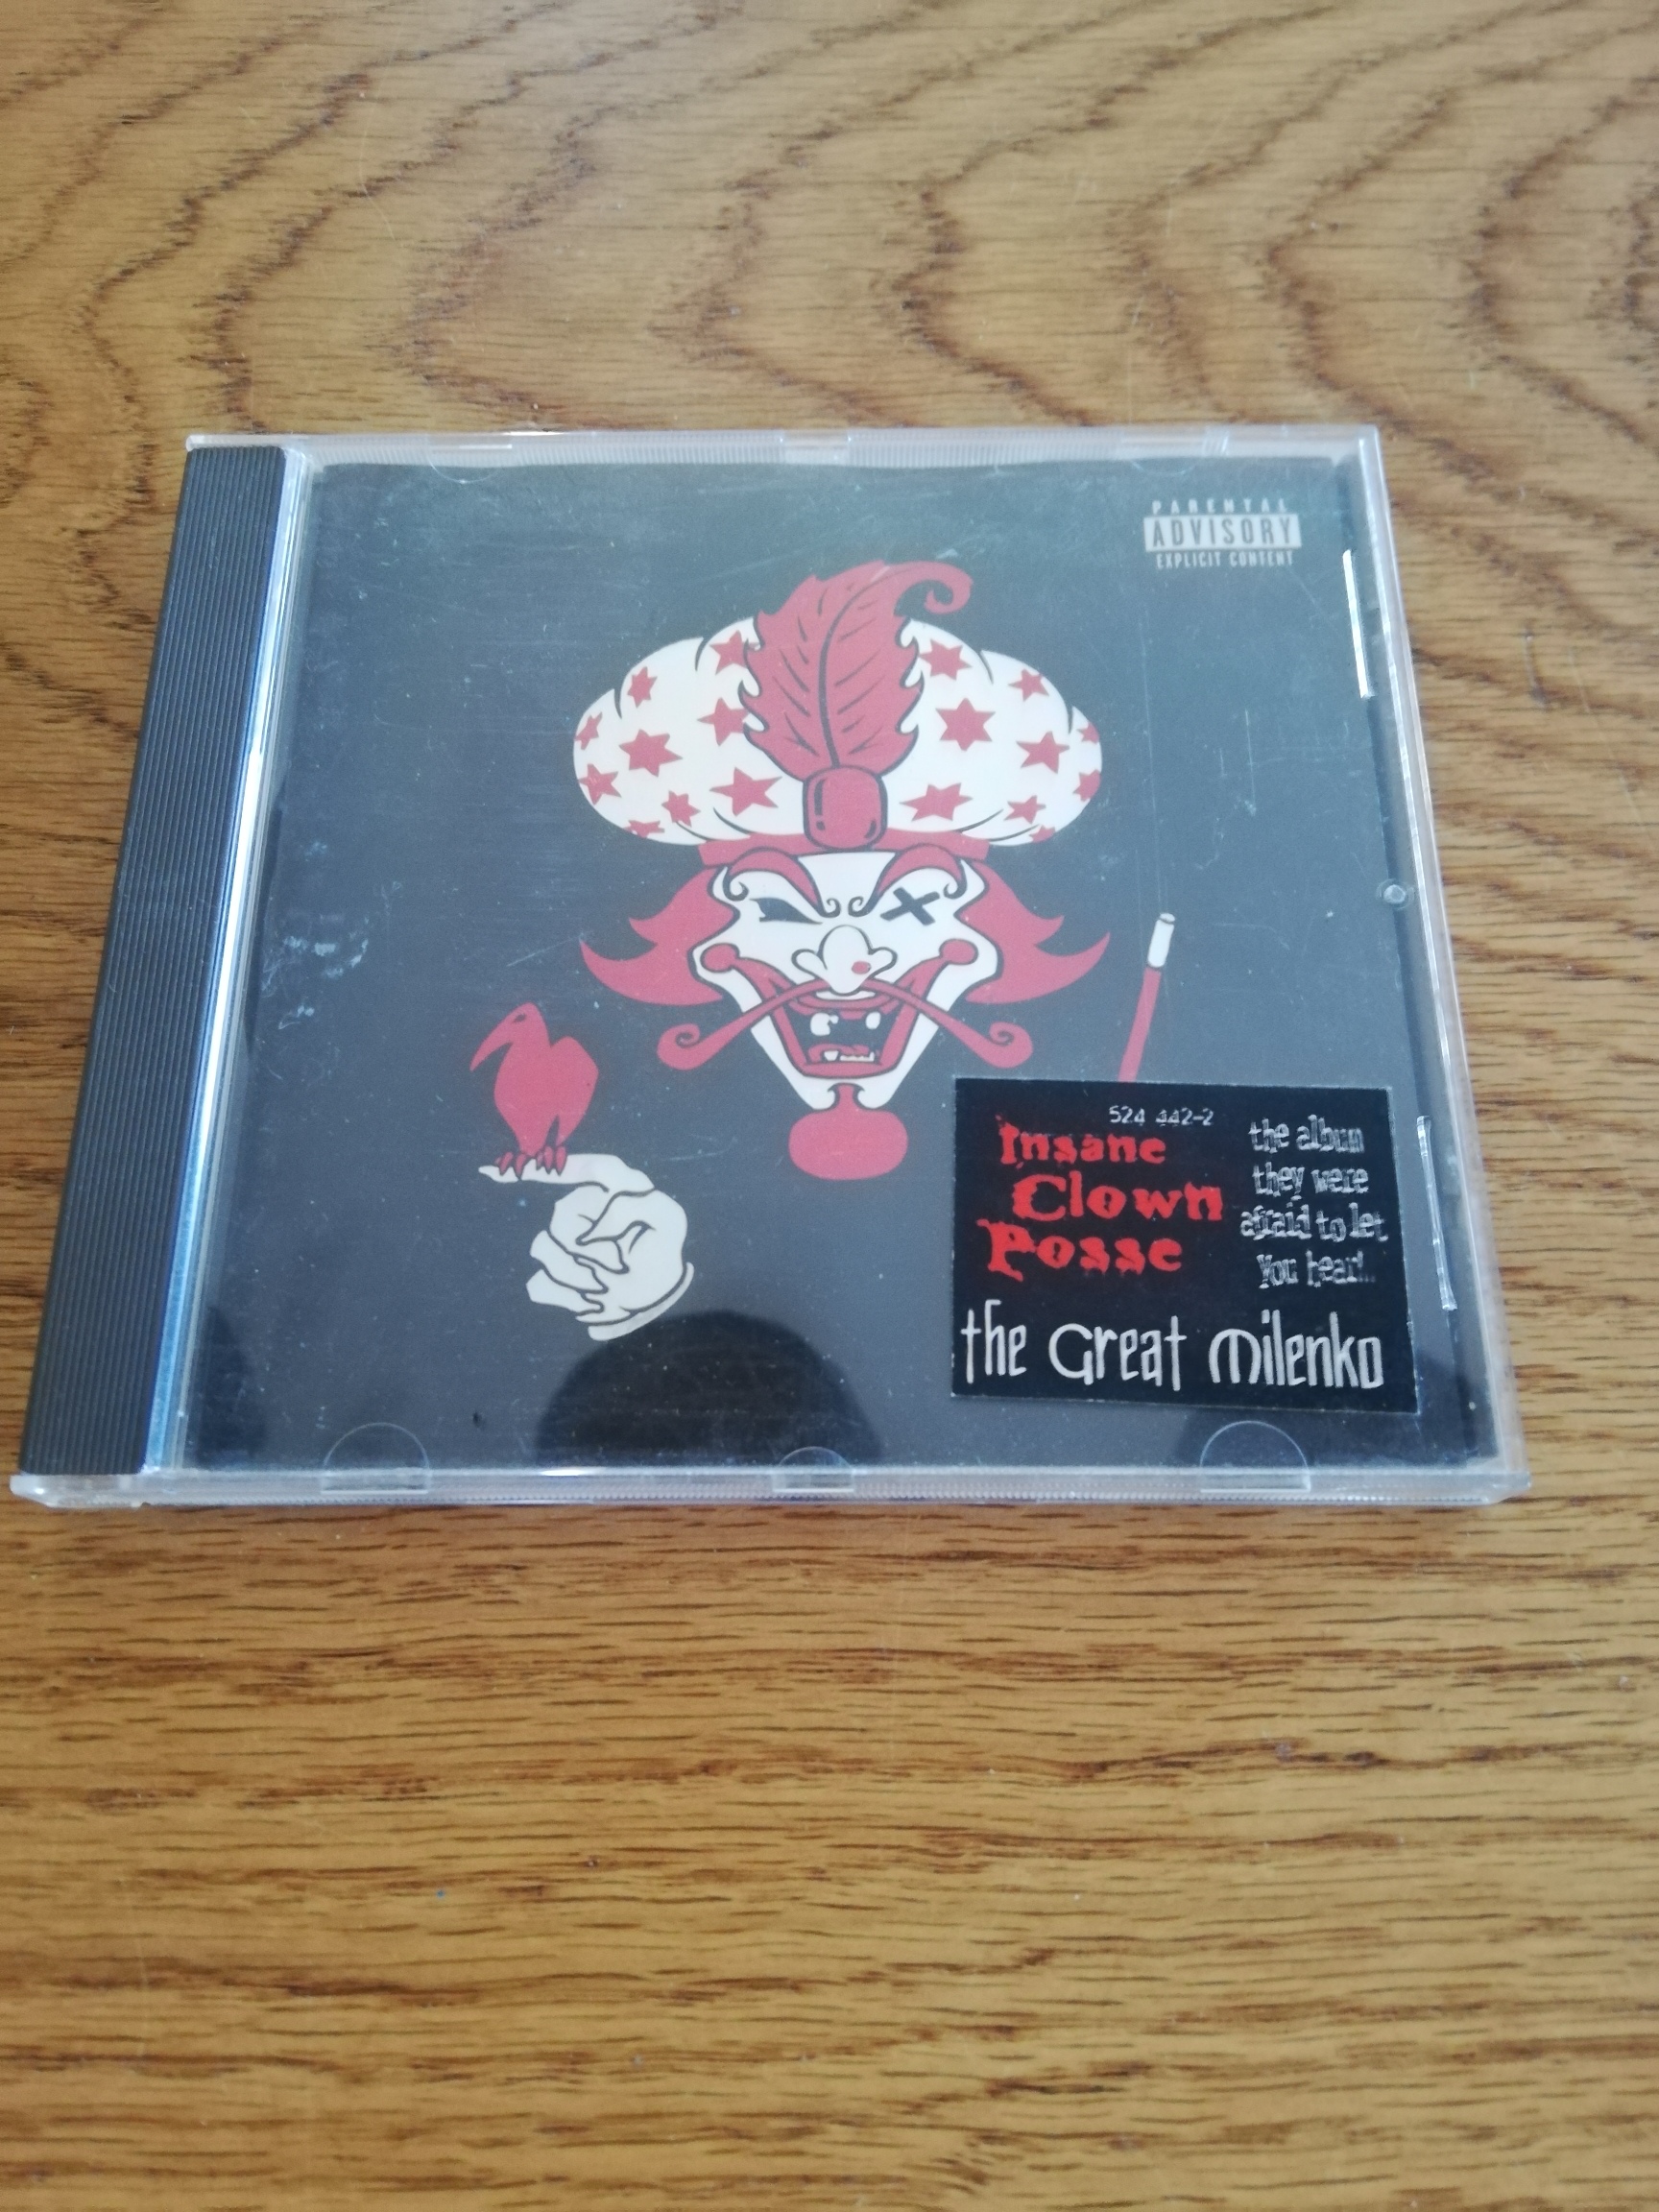 PARENTAL
ADVISORY
EXPLICIT CONTENT
524 442-2
Insane
Clown
Posse
the album
they were
afraid to let
you hear...
the Great Milenko